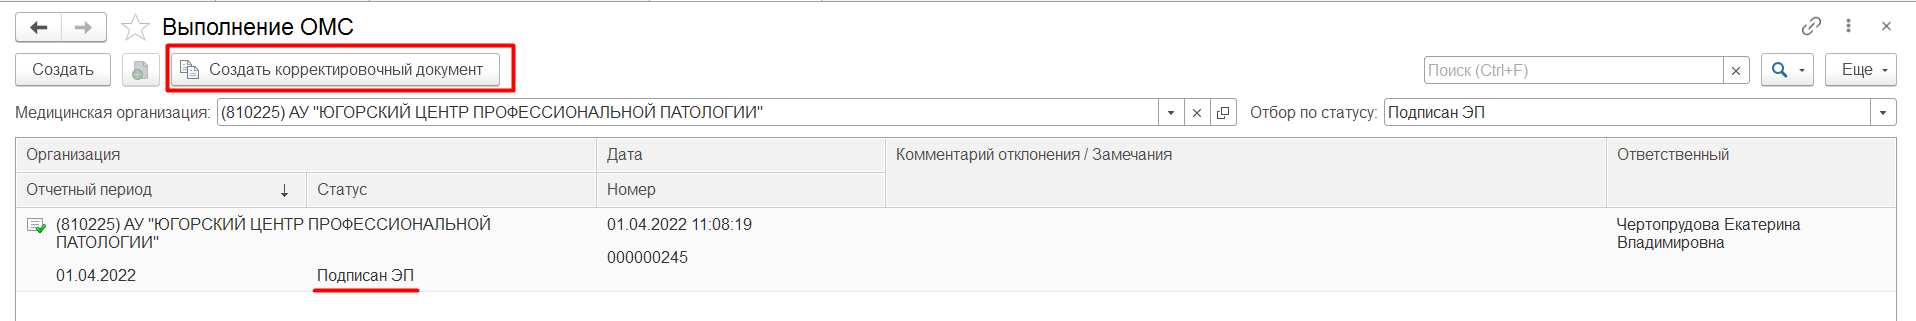 Выполнение ОМС
Создать
Создать корректировочный документ
Поиск (Ctrl+F)
Еще
Медицинская организация:
(810225) АУ "ЮГОРСКИЙ ЦЕНТР ПРОФЕССИОНАЛЬНОЙ ПАТОЛОГИИ"
Отбор по статусу:
Подписан ЭП
Организация
Дата
Комментарий отклонения / Замечания
Ответственный
Отчетный период
Статус
Номер
(810225) АУ "ЮГОРСКИЙ ЦЕНТР ПРОФЕССИОНАЛЬНОЙ
ПАТОЛОГИИ"
01.04.2022 11:08:19
Чертопрудова Екатерина
Владимировна
000000245
01.04.2022
Подписан ЭП